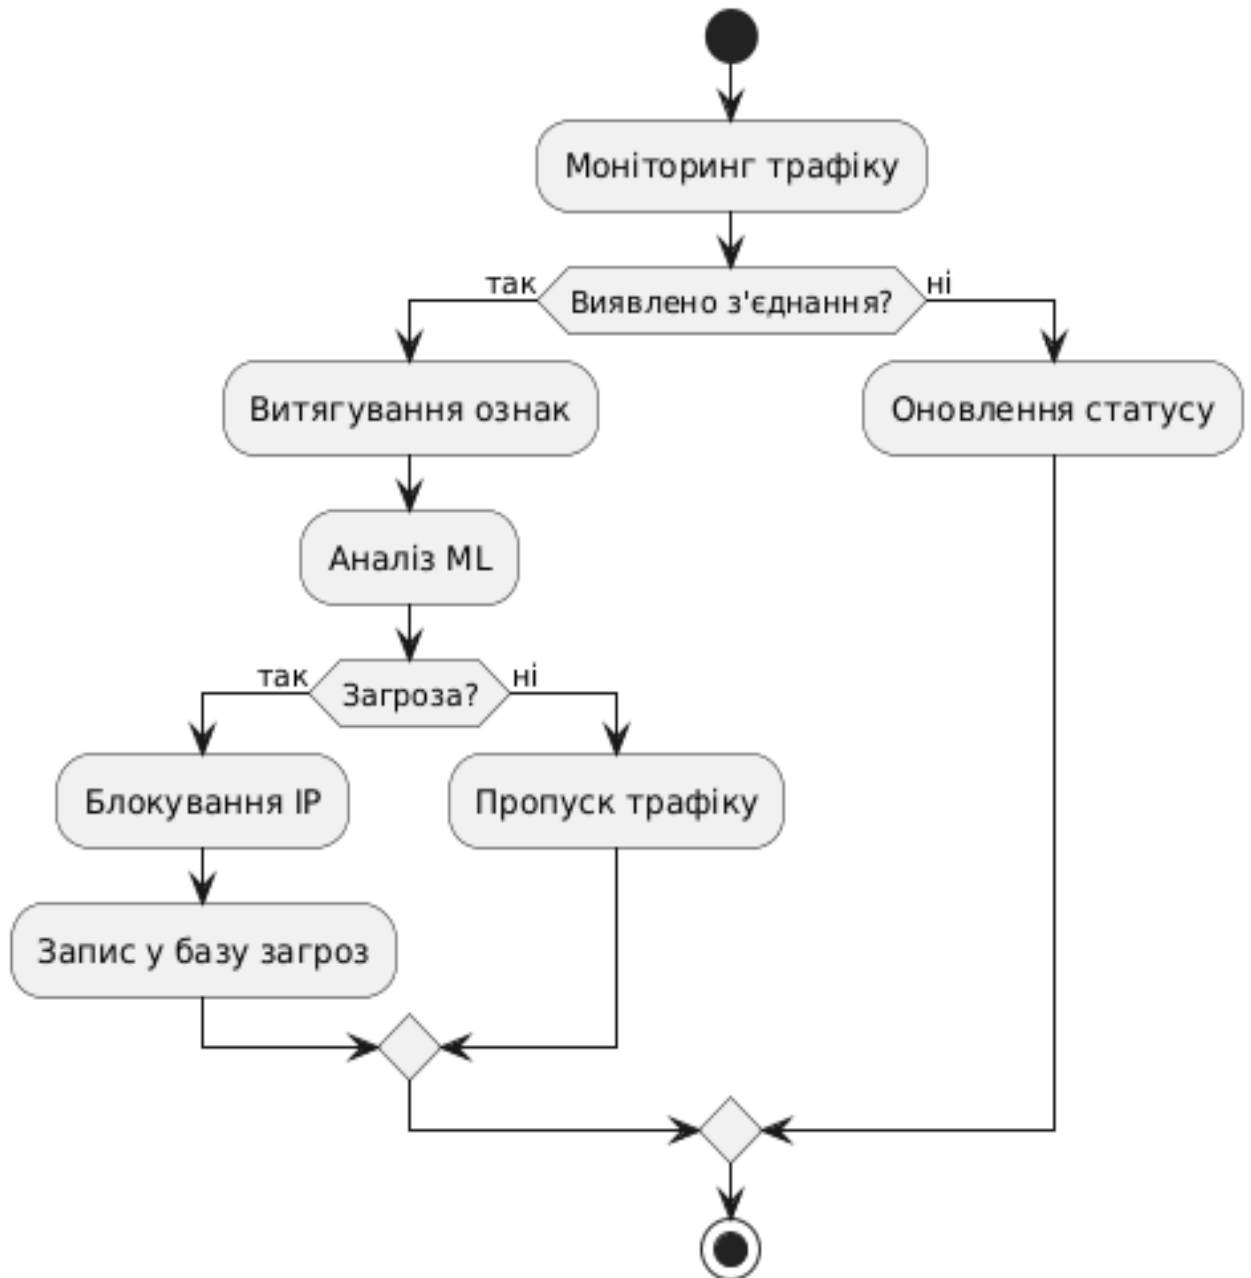 Моніторинг трафіку
так
Виявлено з'єднання?
ні
Витягування ознак
Оновлення статусу
Аналіз ML
так
Загроза?
ні
Блокування IP
Пропуск трафіку
Запис у базу загроз